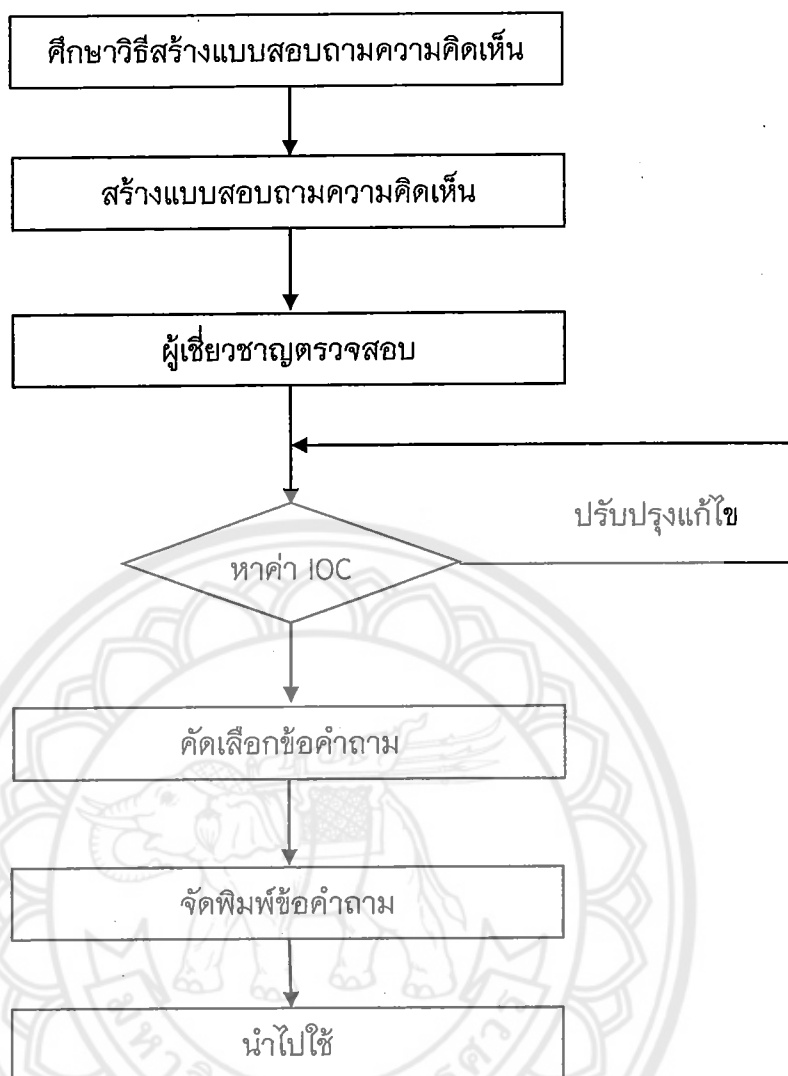 ศึกษาวิธีสร้างแบบสอบถามความคิดเห็น
สร้างแบบสอบถามความคิดเห็น
ผู้เชี่ยวชาญตรวจสอบ
ปรับปรุงแก้ไข
หาค่า IOC
คัดเลือกข้อคำถาม
จัดพิมพ์ข้อคำถาม
นำไปใช้